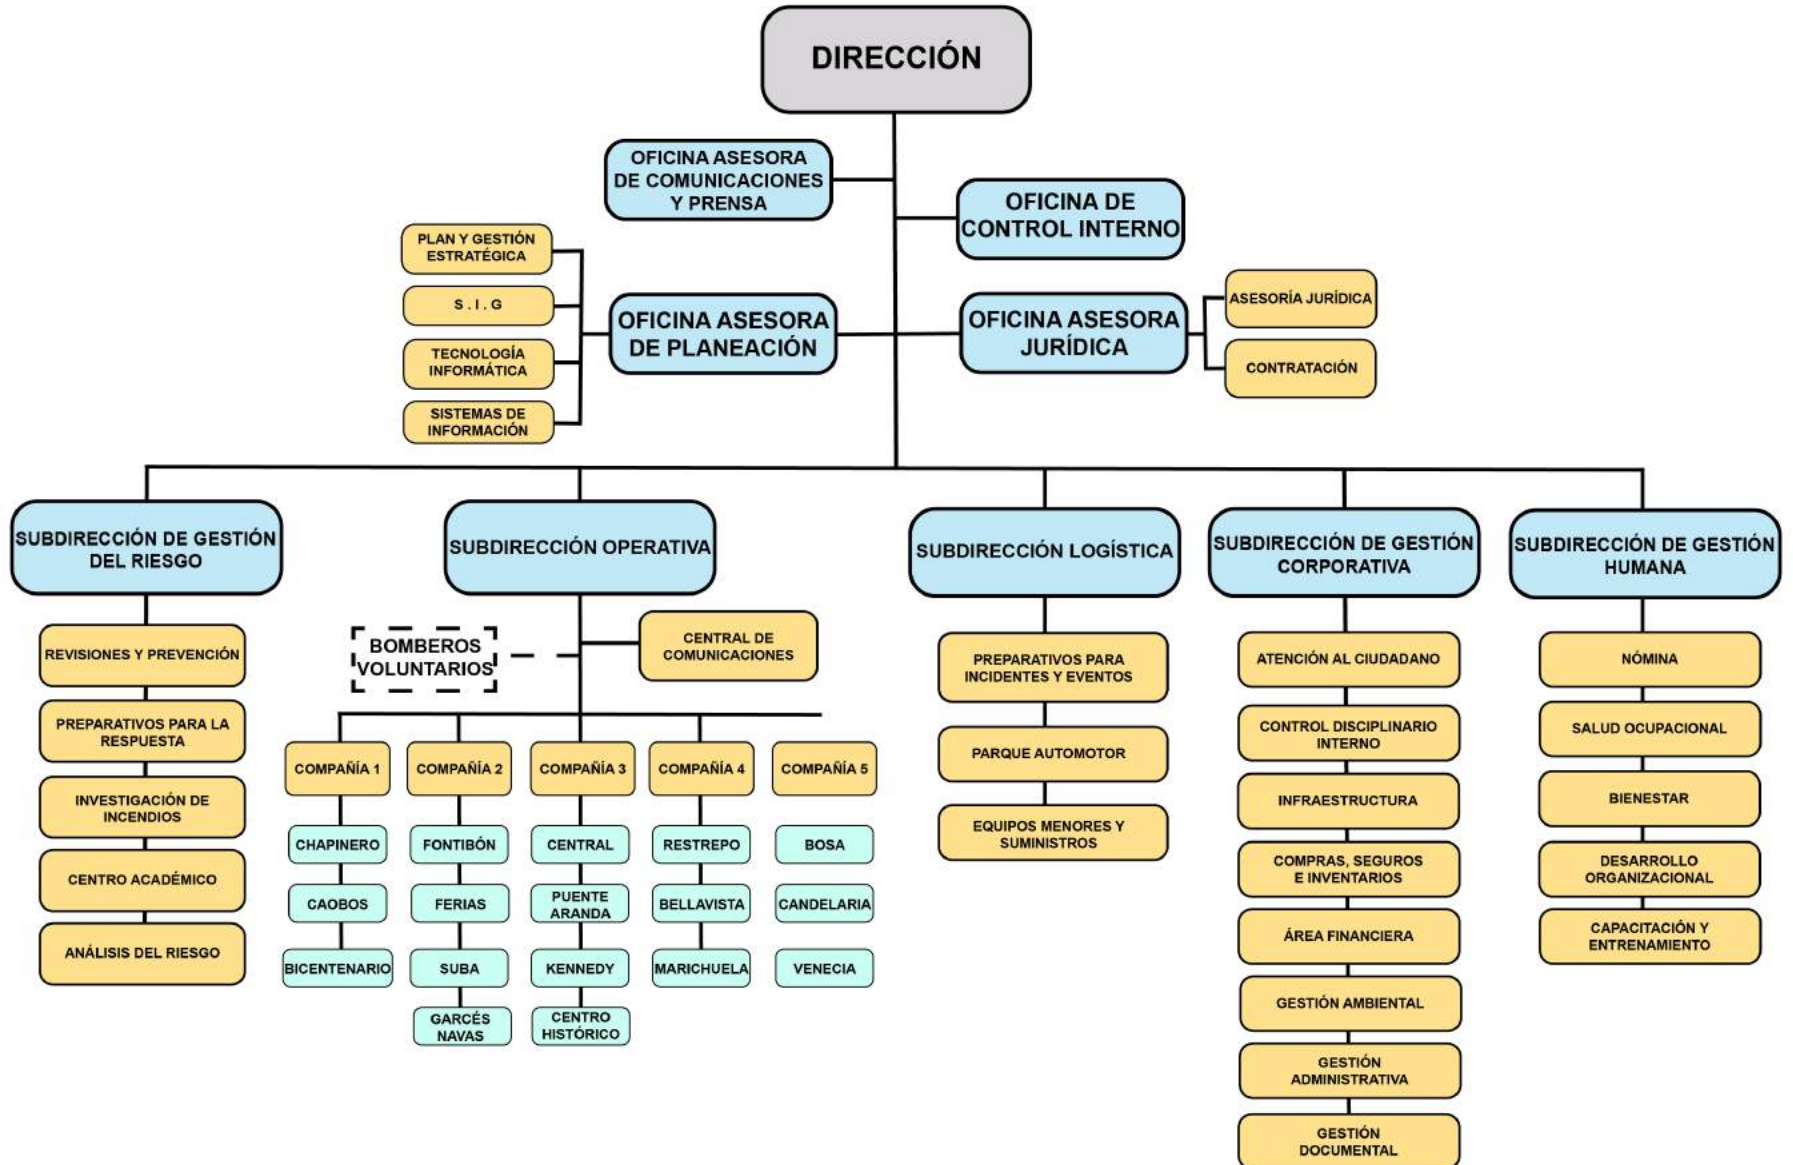 DIRECCIÓN
OFICINA ASESORA
DE COMUNICACIONES
Y PRENSA
OFICINA DE
CONTROL INTERNO
PLAN Y GESTIÓN
ESTRATÉGICA
S . I . G
TECNOLOGÍA
INFORMÁTICA
SISTEMAS DE
INFORMACIÓN
OFICINA ASESORA
DE PLANEACIÓN
OFICINA ASESORA
JURÍDICA
ASESORÍA JURÍDICA
CONTRATACIÓN
SUBDIRECCIÓN DE GESTIÓN
DEL RIESGO
REVISIONES Y PREVENCIÓN
PREPARATIVOS PARA LA
RESPUESTA
INVESTIGACIÓN DE
INCENDIOS
CENTRO ACADÉMICO
ANÁLISIS DEL RIESGO
SUBDIRECCIÓN OPERATIVA
BOMBEROS
VOLUNTARIOS
CENTRAL DE
COMUNICACIONES
COMPAÑÍA 1
CHAPINERO
CAOBOS
BICENTENARIO
COMPAÑÍA 2
FONTIBÓN
FERIAS
SUBA
GARCÉS
NAVAS
COMPAÑÍA 3
CENTRAL
PUENTE
ARANDA
KENNEDY
CENTRO
HISTÓRICO
COMPAÑÍA 4
RESTREPO
BELLAVISTA
MARICHUELA
COMPAÑÍA 5
BOSA
CANDELARIA
VENECIA
SUBDIRECCIÓN LOGÍSTICA
PREPARATIVOS PARA
INCIDENTES Y EVENTOS
PARQUE AUTOMOTOR
EQUIPOS MENORES Y
SUMINISTROS
SUBDIRECCIÓN DE GESTIÓN
CORPORATIVA
ATENCIÓN AL CIUDADANO
CONTROL DISCIPLINARIO
INTERNO
INFRAESTRUCTURA
COMPRAS, SEGUROS
E INVENTARIOS
ÁREA FINANCIERA
GESTIÓN AMBIENTAL
GESTIÓN
ADMINISTRATIVA
GESTIÓN
DOCUMENTAL
SUBDIRECCIÓN DE GESTIÓN
HUMANA
NÓMINA
SALUD OCUPACIONAL
BIENESTAR
DESARROLLO
ORGANIZACIONAL
CAPACITACIÓN Y
ENTRENAMIENTO